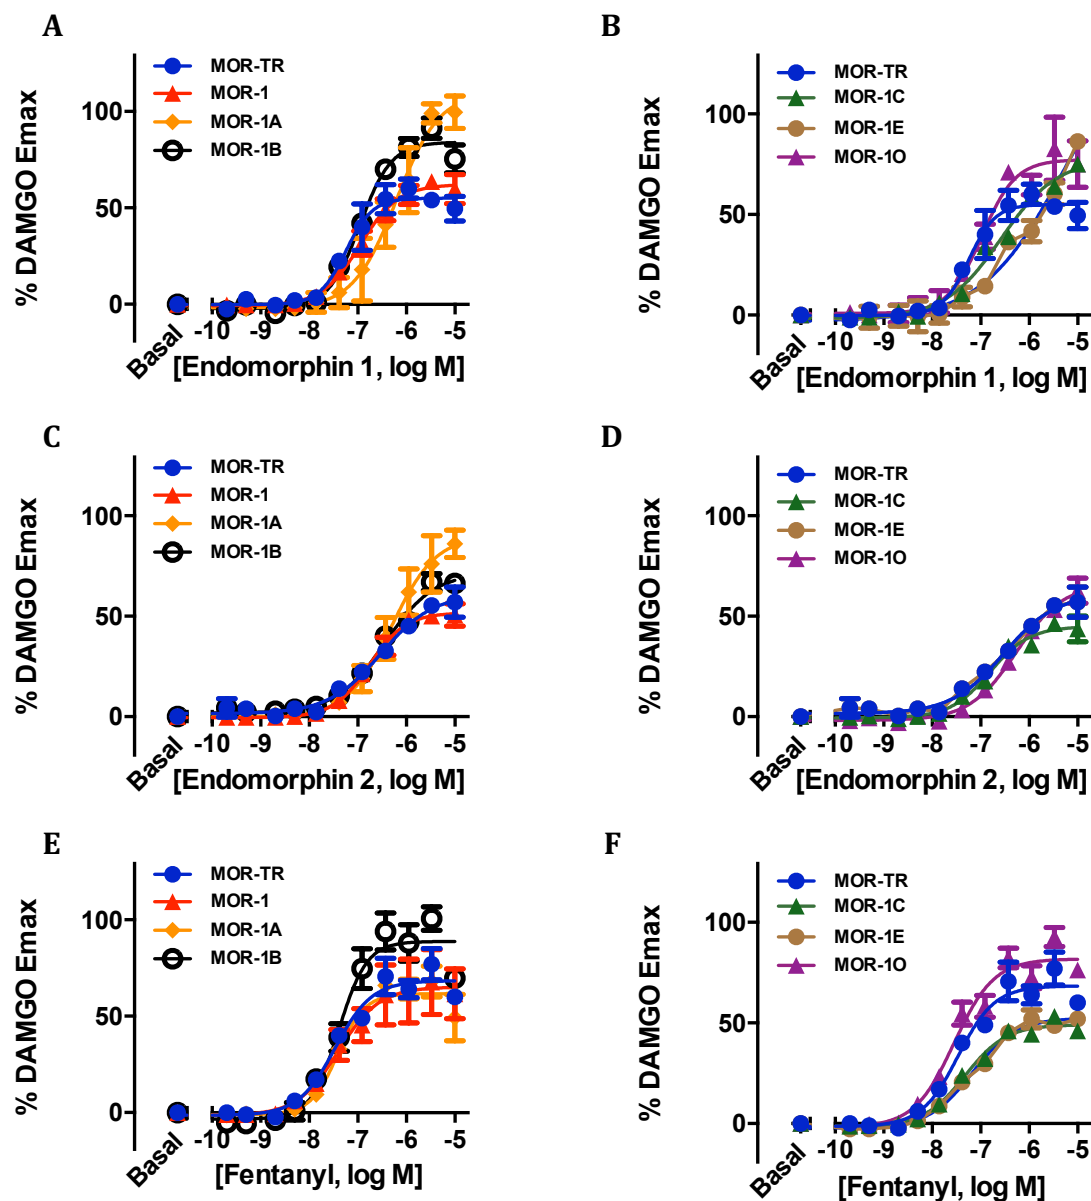 A
% DAMGO Emax
MOR-TR
MOR-1
MOR-1A
MOR-1B
100
50
0
Basal
-10 -9 -8 -7 -6 -5
[Endomorphin 1, log M]
B
% DAMGO Emax
MOR-TR
MOR-1C
MOR-1E
MOR-1O
100
50
0
Basal
-10 -9 -8 -7 -6 -5
[Endomorphin 1, log M]
C
% DAMGO Emax
MOR-TR
MOR-1
MOR-1A
MOR-1B
100
50
0
Basal
-10 -9 -8 -7 -6 -5
[Endomorphin 2, log M]
D
% DAMGO Emax
MOR-TR
MOR-1C
MOR-1E
MOR-1O
100
50
0
Basal
-10 -9 -8 -7 -6 -5
[Endomorphin 2, log M]
E
% DAMGO Emax
MOR-TR
MOR-1
MOR-1A
MOR-1B
100
50
0
Basal
-10 -9 -8 -7 -6 -5
[Fentanyl, log M]
F
% DAMGO Emax
MOR-TR
MOR-1C
MOR-1E
MOR-1O
100
50
0
Basal
-10 -9 -8 -7 -6 -5
[Fentanyl, log M]